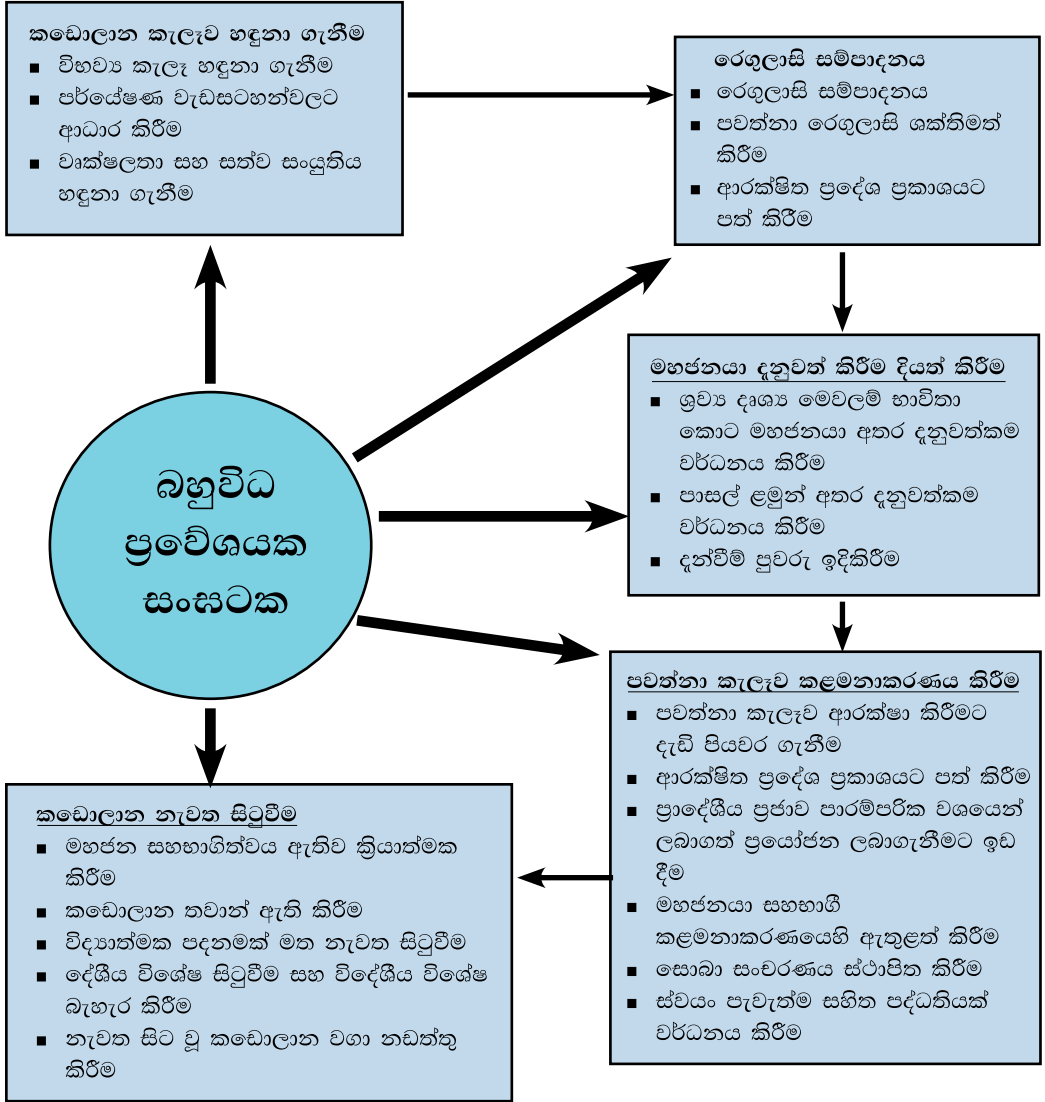 කඩොලාන කැලෑව හඳුනා ගැනීම
■ විභව්‍ය කැලෑ හඳුනා ගැනීම
■ පර්යේෂණ වැඩසටහන්වලට
ආධාර කිරීම
■ වෘක්ෂලතා සහ සත්ව සංයුතිය
හඳුනා ගැනීම
රෙගුලාසි සම්පාදනය
■ රෙගුලාසි සම්පාදනය
■ පවත්නා රෙගුලාසි ශක්තිමත්
කිරීම
■ ආරක්ෂිත ප්‍රදේශ ප්‍රකාශයට
පත් කිරීම
මහජනයා දැනුවත් කිරීම දියත් කිරීම
■ ශ්‍රව්‍ය දෘශ්‍ය මෙවලම් භාවිතා
කොට මහජනයා අතර දැනුවත්කම
වර්ධනය කිරීම
■ පාසල් ළමුන් අතර දැනුවත්කම
වර්ධනය කිරීම
■ දැන්වීම් පුවරු ඉදිකිරීම
බහුවිධ
ප්‍රවේශයක
සංඝටක
පවත්නා කැලෑව කළමනාකරණය කිරීම
■ පවත්නා කැලෑව ආරක්ෂා කිරීමට
දැඩි පියවර ගැනීම
■ ආරක්ෂිත ප්‍රදේශ ප්‍රකාශයට පත් කිරීම
■ ප්‍රාදේශීය ප්‍රජාව පාරම්පරික වශයෙන්
ලබාගත් ප්‍රයෝජන ලබාගැනීමට ඉඩ
දීම
■ මහජනයා සහභාගී
කළමනාකරණයෙහි ඇතුළත් කිරීම
■ සොබා සංචරණය ස්ථාපිත කිරීම
■ ස්වයං පැවැත්ම සහිත පද්ධතියක්
වර්ධනය කිරීම
කඩොලාන නැවත සිටුවීම
■ මහජන සහභාගිත්වය ඇතිව ක්‍රියාත්මක
කිරීම
■ කඩොලාන තවාන් ඇති කිරීම
■ විද්‍යාත්මක පදනමක් මත නැවත සිටුවීම
■ දේශීය විශේෂ සිටුවීම සහ විදේශීය විශේෂ
බැහැර කිරීම
■ නැවත සිට වූ කඩොලාන වගා නඩත්තු
කිරීම